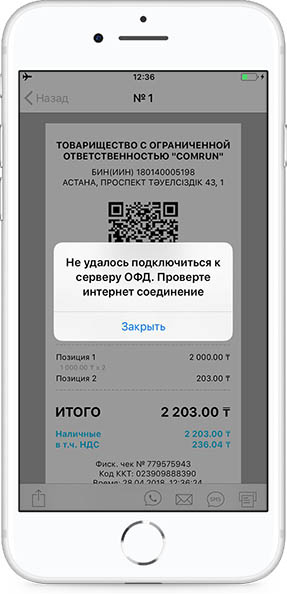 12:36
Назад
№ 1
ТОВАРИЩЕСТВО С ОГРАНИЧЕННОЙ
ОТВЕТСТВЕННОСТЬЮ "COMRUN"
БИН(ИИН) 180140005198
АСТАНА, ПРОСПЕКТ ТӘУЕЛСІЗДІК 43, 1
Не удалось подключиться к
серверу ОФД. Проверте
интернет соединение
Закрыть
Позиция 1 2 000.00 ₸
1 000.00 ₸ x 2
Позиция 2 203.00 ₸
ИТОГО 2 203.00 ₸
Наличные 2 203.00 ₸
в т.ч. НДС 236.04 ₸
Фиск. чек № 779575943
Код ККТ: 023909888390
Время: 28.04.2018, 12:36:24
SMS